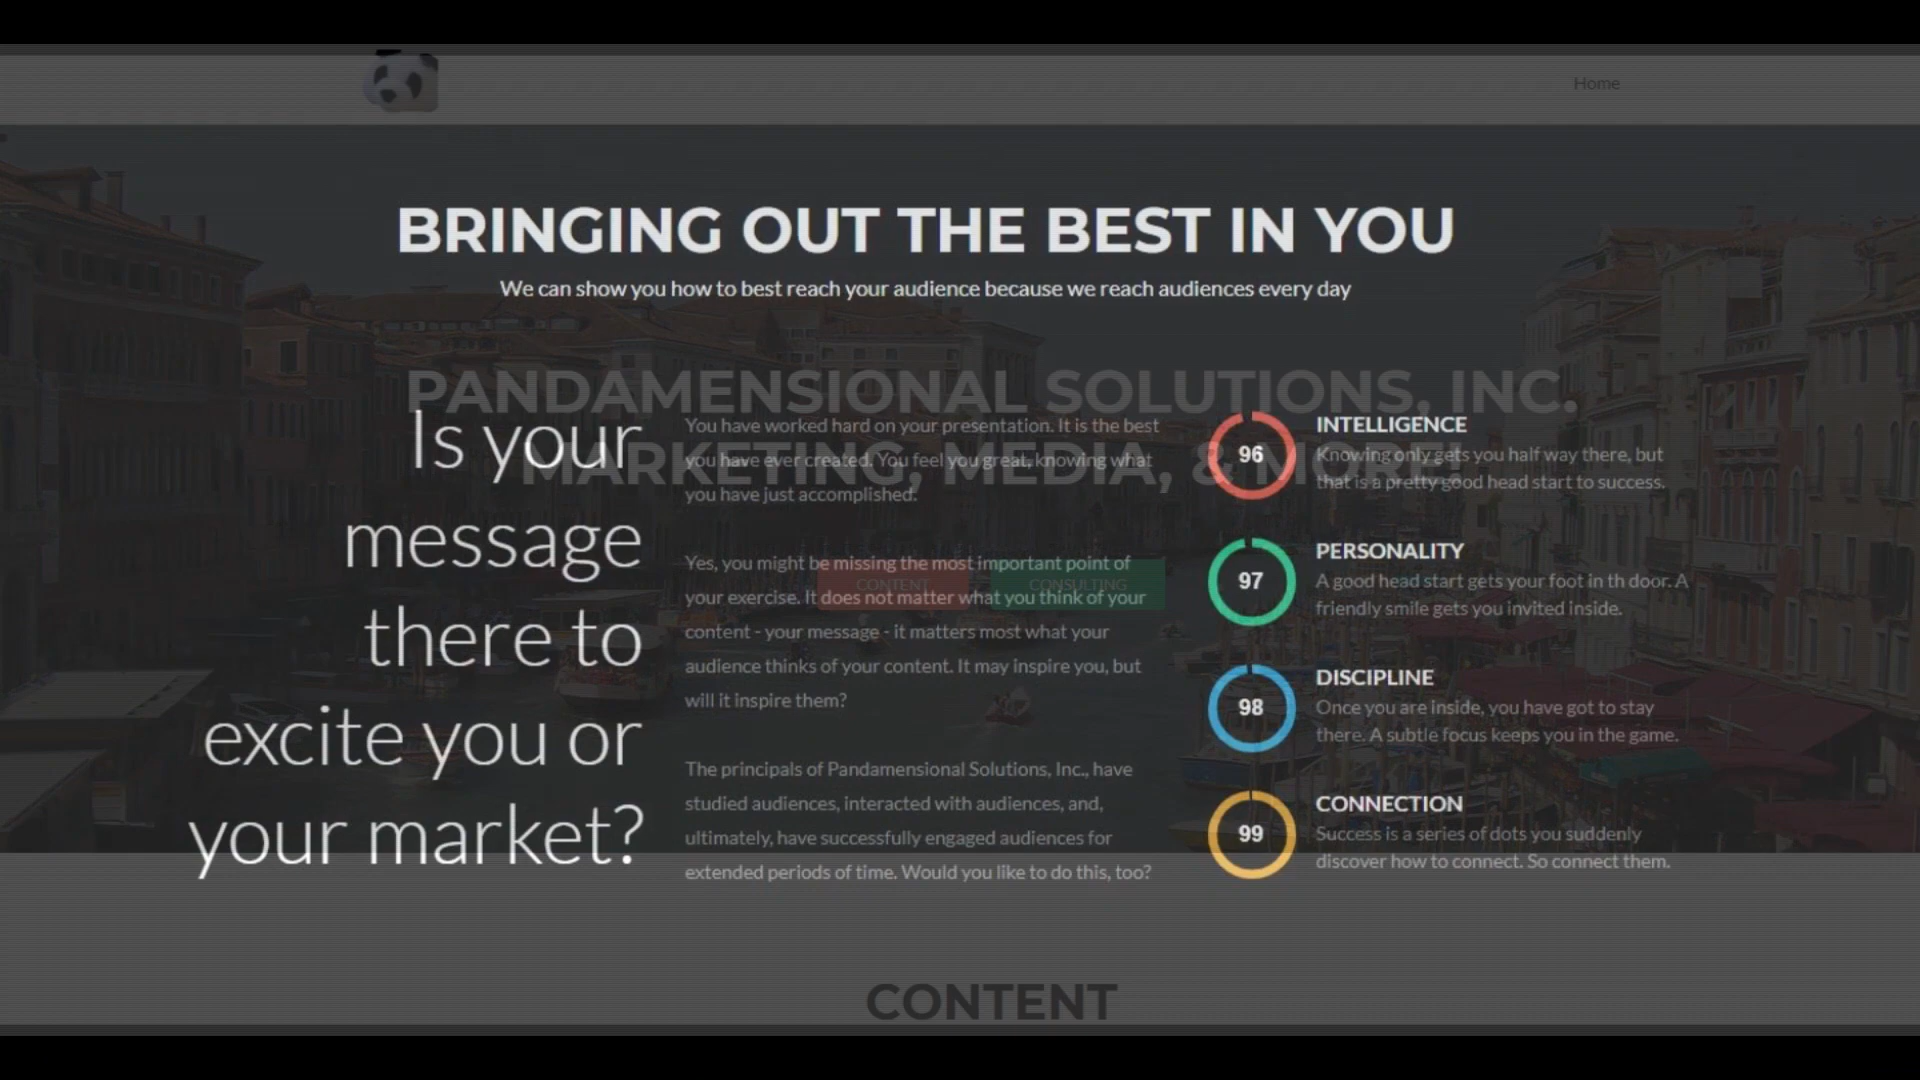 Home
BRINGING OUT THE BEST IN YOU
We can show you how to best reach your audience because we reach audiences every day
PANDAMENSIONAL SOLUTIONS, INC.
MARKETING, MEDIA, & MORE!
CONTENT
CONSULTING
Is your
message
there to
excite you or
your market?
You have worked hard on your presentation. It is the best
you have ever created. You feel you great, knowing what
you have just accomplished.
Yes, you might be missing the most important point of
your exercise. It does not matter what you think of your
content - your message - it matters most what your
audience thinks of your content. It may inspire you, but
will it inspire them?
The principals of Pandamensional Solutions, Inc., have
studied audiences, interacted with audiences, and,
ultimately, have successfully engaged audiences for
extended periods of time. Would you like to do this, too?
96
INTELLIGENCE
Knowing only gets you half way there, but
that is a pretty good head start to success.
97
PERSONALITY
A good head start gets your foot in th door. A
friendly smile gets you invited inside.
98
DISCIPLINE
Once you are inside, you have got to stay
there. A subtle focus keeps you in the game.
99
CONNECTION
Success is a series of dots you suddenly
discover how to connect. So connect them.
CONTENT